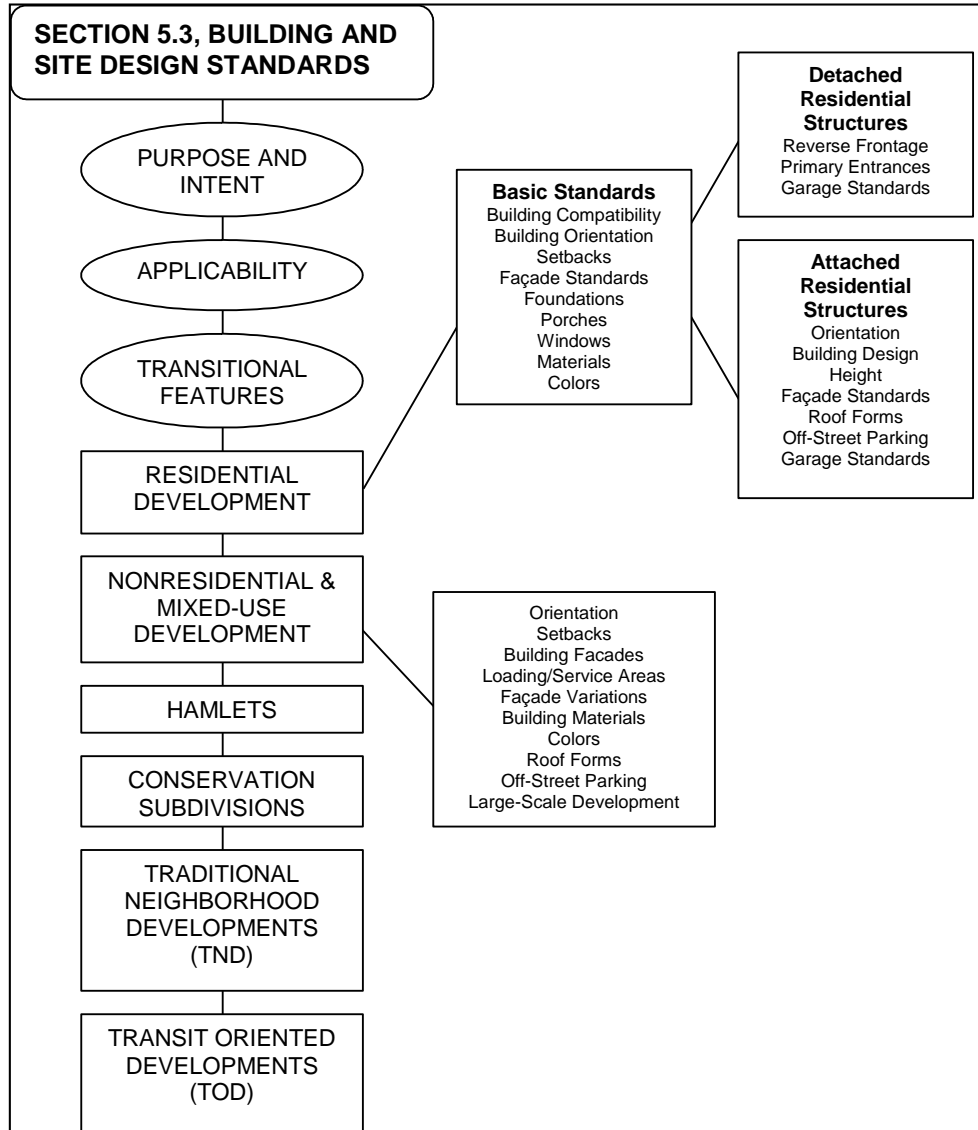 SECTION 5.3, BUILDING AND
SITE DESIGN STANDARDS
PURPOSE AND
INTENT
APPLICABILITY
TRANSITIONAL
FEATURES
RESIDENTIAL
DEVELOPMENT
NONRESIDENTIAL &
MIXED-USE
DEVELOPMENT
HAMLETS
CONSERVATION
SUBDIVISIONS
TRADITIONAL
NEIGHBORHOOD
DEVELOPMENTS
(TND)
TRANSIT ORIENTED
DEVELOPMENTS
(TOD)
Basic Standards
Building Compatibility
Building Orientation
Setbacks
Façade Standards
Foundations
Porches
Windows
Materials
Colors
Detached
Residential
Structures
Reverse Frontage
Primary Entrances
Garage Standards
Attached
Residential
Structures
Orientation
Building Design
Height
Façade Standards
Roof Forms
Off-Street Parking
Garage Standards
Orientation
Setbacks
Building Facades
Loading/Service Areas
Façade Variations
Building Materials
Colors
Roof Forms
Off-Street Parking
Large-Scale Development